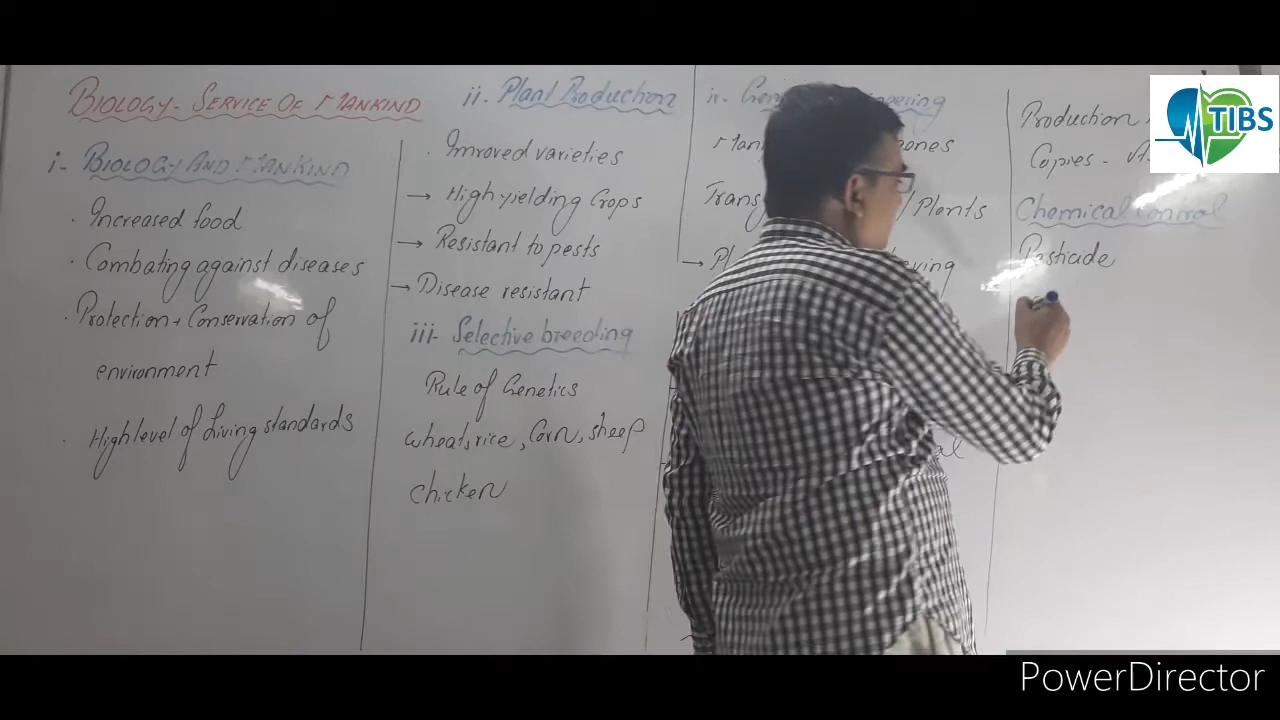 BIOLOGY - SERVICE OF MANKIND
i- BIOLOGY AND MANKIND
· Increased food
· Combating against diseases
· Protection + Conservation of
environment
· High level of Living standards
ii- Plant Production
· Imroved varieties
→ High yielding Crops
→ Resistant to pests
→ Disease resistant
iii- Selective breeding
Rule of Genetics
wheat, rice, Corn, sheep
Chicken
iv-
Plants
Production
Copies -
Chemical Control
Pesticide
TIBS
PowerDirector